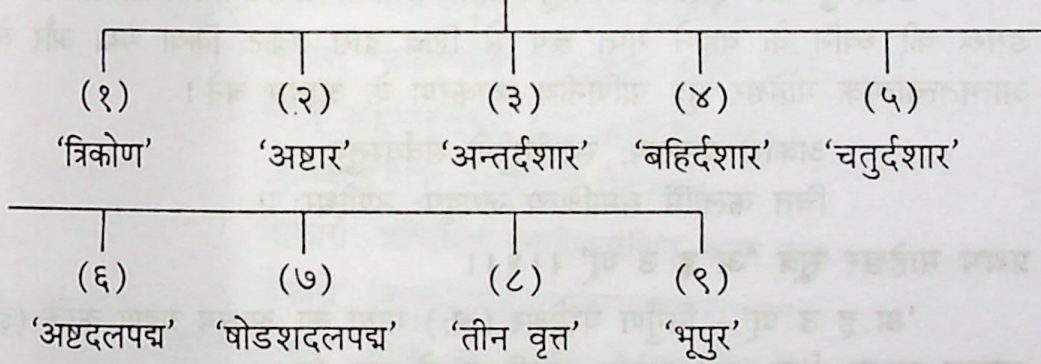 (१) (२) (३) (४) (५)
‘त्रिकोण’ ‘अष्टार’ ‘अन्तर्दशार’ ‘बहिर्दशार’ ‘चतुर्दशार’
(६) (७) (८) (९)
‘अष्टदलपद्म’ ‘षोडशदलपद्म’ ‘तीन वृत्त’ ‘भूपुर’